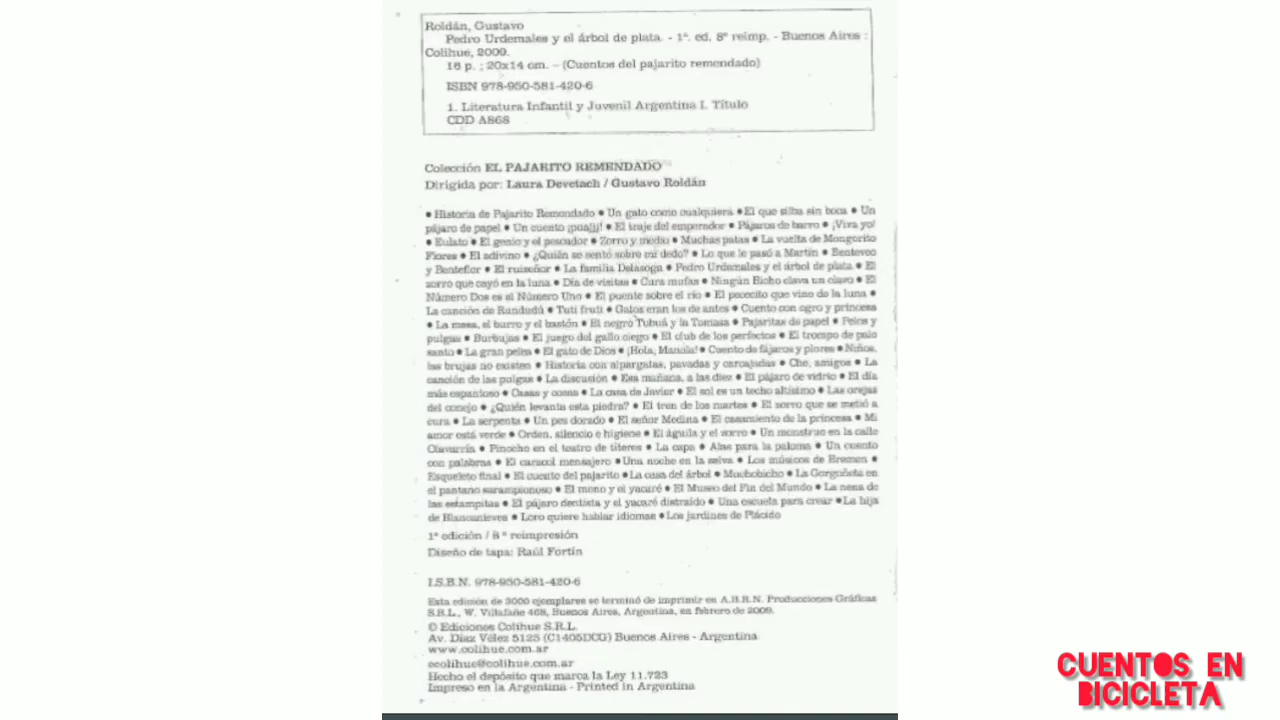 Roldán, Gustavo
Pedro Urdemales y el árbol de plata. - 1ª. ed. 8ª reimp. - Buenos Aires :
Colihue, 2009.
16 p. ; 20x14 cm. – (Cuentos del pajarito remendado)
ISBN 978-950-581-420-6
1. Literatura Infantil y Juvenil Argentina I. Título
CDD A868
Colección EL PAJARITO REMENDADO
Dirigida por: Laura Devetach / Gustavo Roldán
• Historia de Pajarito Remendado • Un gato como cualquiera • El que silba sin boca • Un
pájaro de papel • Un cuento ¡puajjj! • El traje del emperador • Pájaros de barro • ¡Viva yo!
• Eulato • El genio y el pescador • Zorro y medio • Muchas patas • La vuelta de Mongorito
Flores • El adivino • ¿Quién se sentó sobre mi dedo? • Lo que le pasó a Martín • Benteveo
y Benteflor • El ruiseñor • La familia Delasoga • Pedro Urdemales y el árbol de plata • El
zorro que cayó en la luna • Día de visitas • Cura mufas • Ningún Bicho clava un clavo • El
Número Dos es el Número Uno • El puente sobre el río • El pececito que vino de la luna •
La canción de Rundudú • Tuti fruti • Gatos eran los de antes • Cuento con ogro y princesa
• La mesa, el burro y el bastón • El negro Tubuá y la Tomasa • Pajaritas de papel • Pelos y
pulgas • Burbujas • El juego del gallo ciego • El club de los perfectos • El trompo de palo
santo • La gran pelea • El gato de Dios • ¡Hola, Manola! • Cuento de fájaros y plores • Niños,
las brujas no existen • Historia con alpargatas, pavadas y carcajadas • Che, amigos • La
canción de las pulgas • La discusión • Esa mañana, a las diez • El pájaro de vidrio • El día
más espantoso • Casas y cosas • La casa de Javier • El sol es un techo altísimo • Las orejas
del conejo • ¿Quién levanta esta piedra? • El tren de los martes • El zorro que se metió a
cura • La serpenta • Un pes dorado • El señor Medina • El casamiento de la princesa • Mi
amor está verde • Orden, silencio e higiene • El águila y el zorro • Un monstruo en la calle
Olavarría • Pinocho en el teatro de títeres • La capa • Alas para la paloma • Un cuento
con palabras • El caracol mensajero • Una noche en la selva • Los músicos de Bremen •
Esqueleto final • El cuento del pajarito • La casa del árbol • Muchobicho • La Gorgoñeta en
el pantano sarampionoso • El mono y el yacaré • El Museo del Fin del Mundo • La nena de
las estampitas • El pájaro dentista y el yacaré distraído • Una escuela para crear • La hija
de Blancanieves • Loro quiere hablar idiomas • Los jardines de Plácido
1ª edición / 8ª reimpresión
Diseño de tapa: Raúl Fortín
I.S.B.N. 978-950-581-420-6
Esta edición de 3000 ejemplares se terminó de imprimir en A.B.R.N. Producciones Gráficas
S.R.L., W. Villafañe 468, Buenos Aires, Argentina, en febrero de 2009.
© Ediciones Colihue S.R.L.
Av. Díaz Vélez 5125 (C1405DCG) Buenos Aires - Argentina
www.colihue.com.ar
ecolihue@colihue.com.ar
Hecho el depósito que marca la Ley 11.723
Impreso en la Argentina - Printed in Argentina
CUENTOS EN
BICICLETA